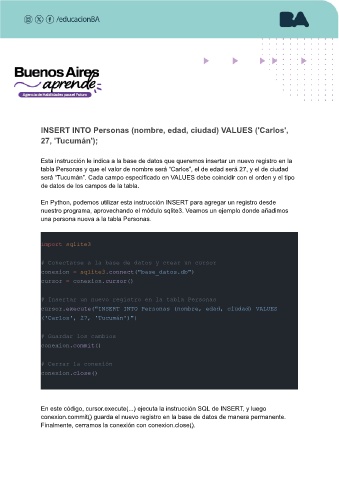 /educacionBA
BA
Buenos Aires
aprende
Agencia de Habilidades para el Futuro
INSERT INTO Personas (nombre, edad, ciudad) VALUES ('Carlos',
27, 'Tucumán');
Esta instrucción le indica a la base de datos que queremos insertar un nuevo registro en la
tabla Personas y que el valor de nombre será "Carlos", el de edad será 27, y el de ciudad
será "Tucumán". Cada campo especificado en VALUES debe coincidir con el orden y el tipo
de datos de los campos de la tabla.
En Python, podemos utilizar esta instrucción INSERT para agregar un registro desde
nuestro programa, aprovechando el módulo sqlite3. Veamos un ejemplo donde añadimos
una persona nueva a la tabla Personas.
import sqlite3
# Conectarse a la base de datos y crear un cursor
conexion = sqlite3.connect("base_datos.db")
cursor = conexion.cursor()
# Insertar un nuevo registro en la tabla Personas
cursor.execute("INSERT INTO Personas (nombre, edad, ciudad) VALUES
('Carlos', 27, 'Tucumán')")
# Guardar los cambios
conexion.commit()
# Cerrar la conexión
conexion.close()
En este código, cursor.execute(...) ejecuta la instrucción SQL de INSERT, y luego
conexion.commit() guarda el nuevo registro en la base de datos de manera permanente.
Finalmente, cerramos la conexión con conexion.close().